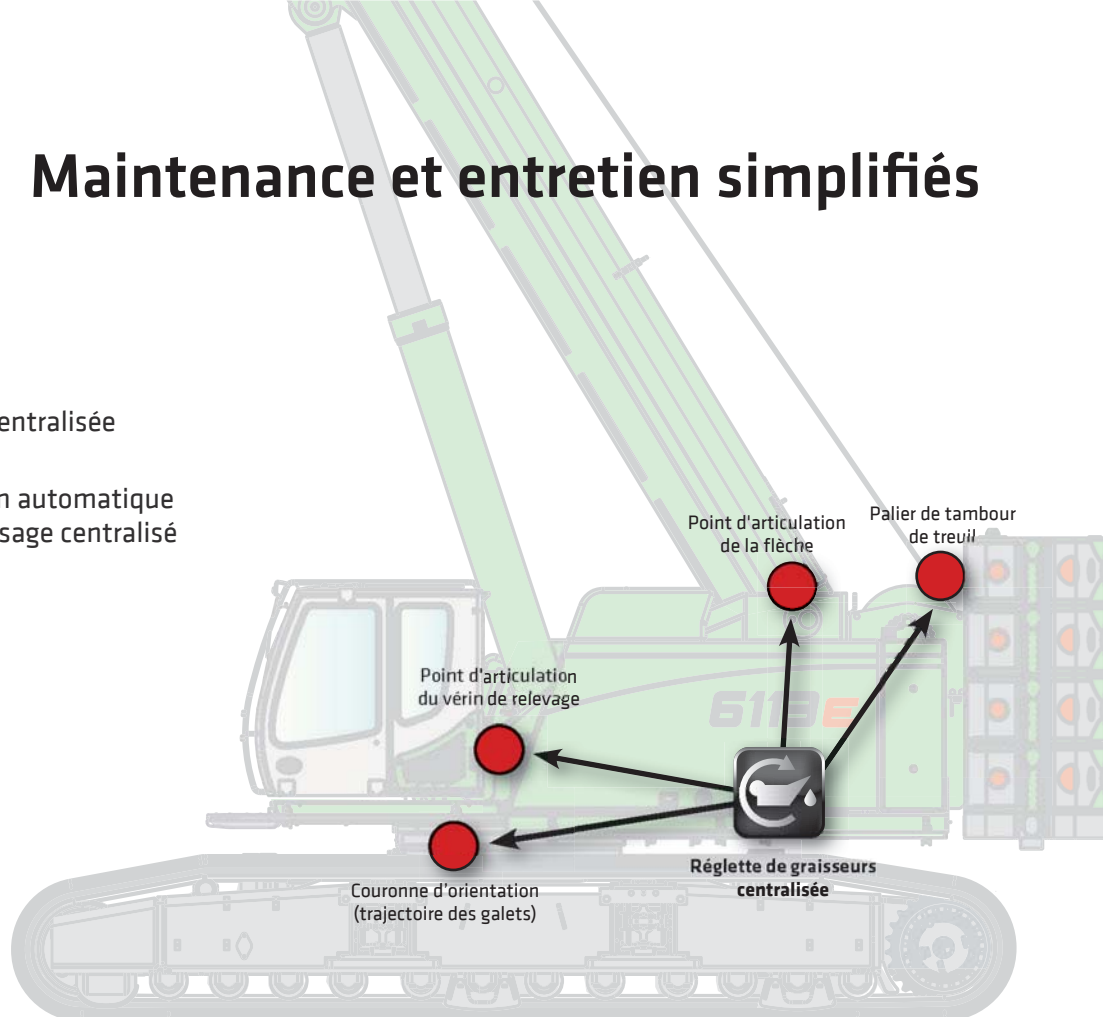 Maintenance et entretien simplifiés
entralisée
n automatique
sage centralisé
Point d'articulation
de la flèche
Palier de tambour
de treuil
Point d'articulation
du vérin de relevage
6113E
Réglette de graisseurs
centralisée
Couronne d'orientation
(trajectoire des galets)